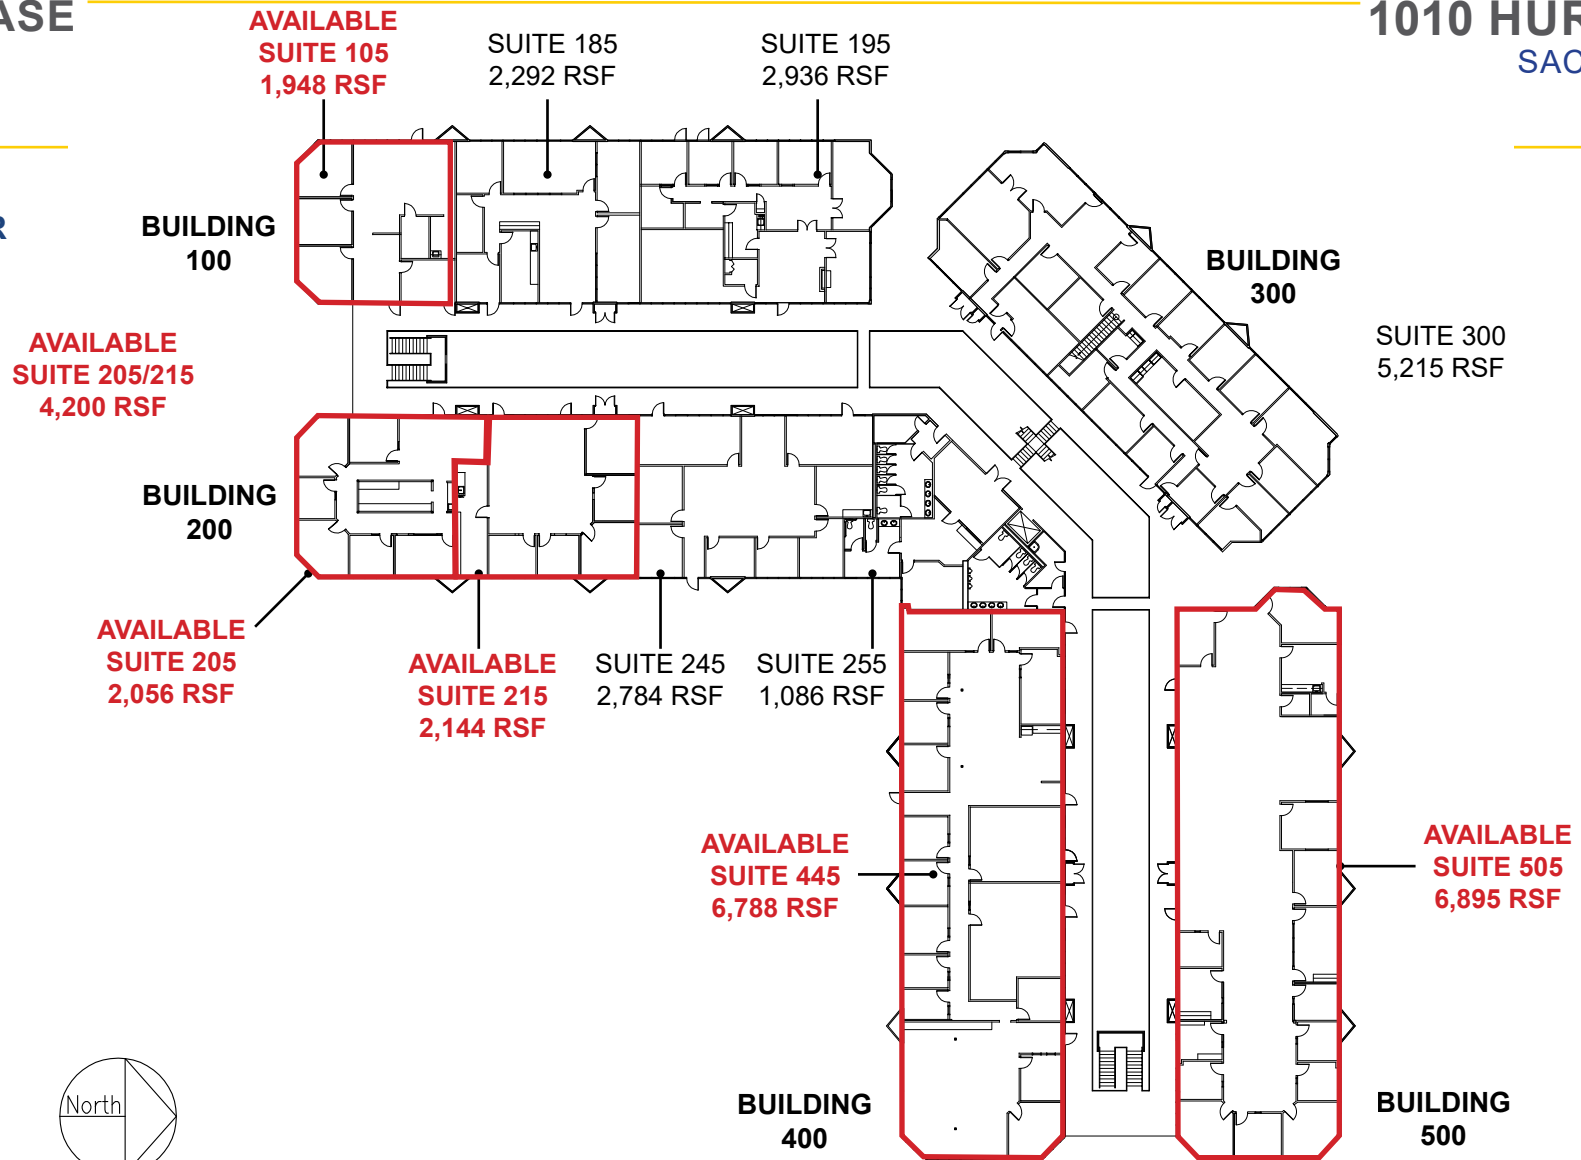 ASE
1010 HUR
SAC
R
AVAILABLE
SUITE 105
1,948 RSF
SUITE 185
2,292 RSF
SUITE 195
2,936 RSF
BUILDING
100
BUILDING
300
SUITE 300
5,215 RSF
AVAILABLE
SUITE 205/215
4,200 RSF
BUILDING
200
AVAILABLE
SUITE 205
2,056 RSF
AVAILABLE
SUITE 215
2,144 RSF
SUITE 245
2,784 RSF
SUITE 255
1,086 RSF
AVAILABLE
SUITE 445
6,788 RSF
AVAILABLE
SUITE 505
6,895 RSF
BUILDING
400
BUILDING
500
North